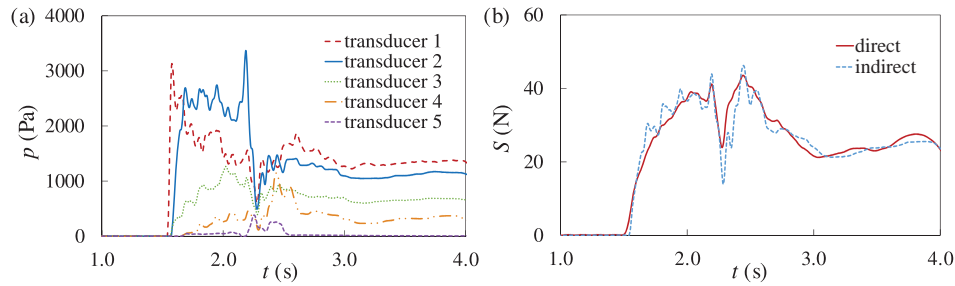 (a)
4000
3000
2000
1000
0
p (Pa)
transducer 1
transducer 2
transducer 3
transducer 4
transducer 5
1.0 2.0 3.0 4.0
t (s)
(b)
60
40
20
0
S (N)
direct
indirect
1.0 2.0 3.0 4.0
t (s)